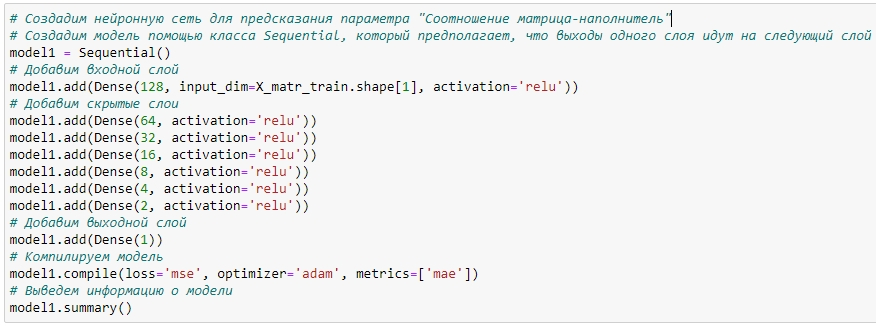 # Создадим нейронную сеть для предсказания параметра "Соотношение матрица-наполнитель"
# Создадим модель помощью класса Sequential, который предполагает, что выходы одного слоя идут на следующий слой
model1 = Sequential()
# Добавим входной слой
model1.add(Dense(128, input_dim=X_matr_train.shape[1], activation='relu'))
# Добавим скрытые слои
model1.add(Dense(64, activation='relu'))
model1.add(Dense(32, activation='relu'))
model1.add(Dense(16, activation='relu'))
model1.add(Dense(8, activation='relu'))
model1.add(Dense(4, activation='relu'))
model1.add(Dense(2, activation='relu'))
# Добавим выходной слой
model1.add(Dense(1))
# Компилируем модель
model1.compile(loss='mse', optimizer='adam', metrics=['mae'])
# Выведем информацию о модели
model1.summary()